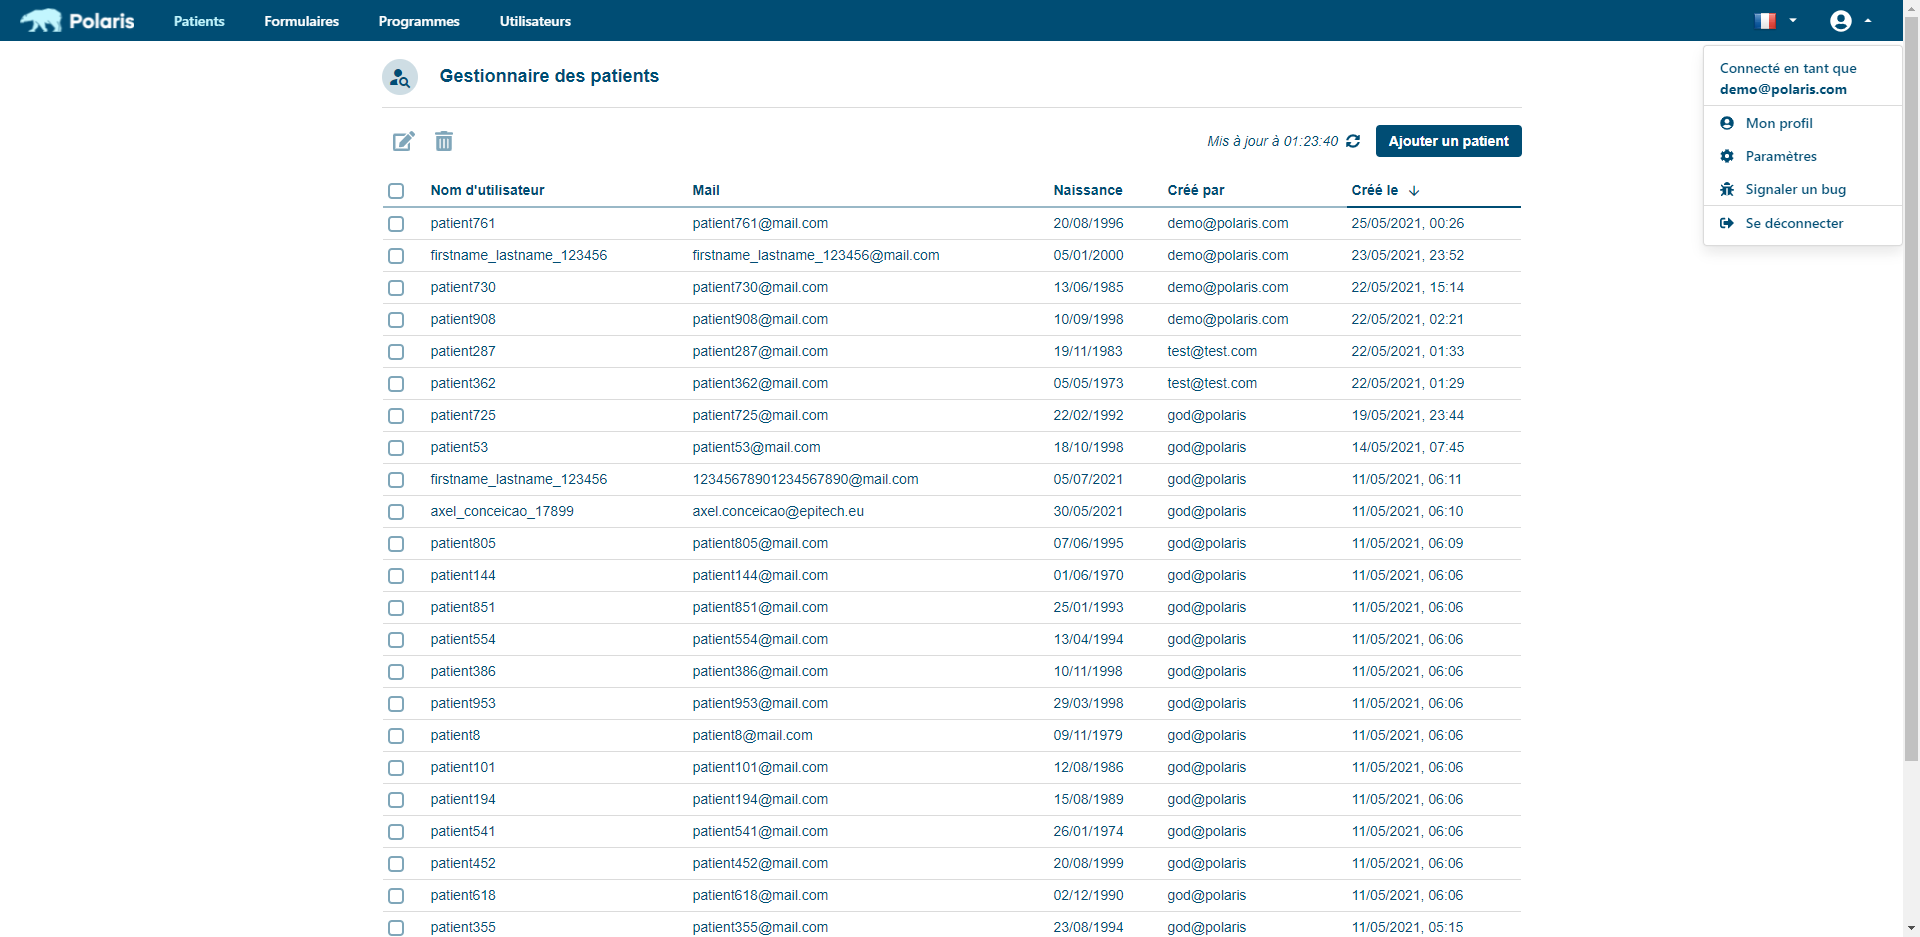 Polaris Patients Formulaires Programmes Utilisateurs
Connecté en tant que
demo@polaris.com
Mon profil
Paramètres
Signaler un bug
Se déconnecter
Gestionnaire des patients
Mis à jour à 01:23:40 Ajouter un patient
Nom d'utilisateur Mail Naissance Créé par Créé le
patient761 patient761@mail.com 20/08/1996 demo@polaris.com 25/05/2021, 00:26
firstname_lastname_123456 firstname_lastname_123456@mail.com 05/01/2000 demo@polaris.com 23/05/2021, 23:52
patient730 patient730@mail.com 13/06/1985 demo@polaris.com 22/05/2021, 15:14
patient908 patient908@mail.com 10/09/1998 demo@polaris.com 22/05/2021, 02:21
patient287 patient287@mail.com 19/11/1983 test@test.com 22/05/2021, 01:33
patient362 patient362@mail.com 05/05/1973 test@test.com 22/05/2021, 01:29
patient725 patient725@mail.com 22/02/1992 god@polaris 19/05/2021, 23:44
patient53 patient53@mail.com 18/10/1998 god@polaris 14/05/2021, 07:45
firstname_lastname_123456 12345678901234567890@mail.com 05/07/2021 god@polaris 11/05/2021, 06:11
axel_conceicao_17899 axel.conceicao@epitech.eu 30/05/2021 god@polaris 11/05/2021, 06:10
patient805 patient805@mail.com 07/06/1995 god@polaris 11/05/2021, 06:09
patient144 patient144@mail.com 01/06/1970 god@polaris 11/05/2021, 06:06
patient851 patient851@mail.com 25/01/1993 god@polaris 11/05/2021, 06:06
patient554 patient554@mail.com 13/04/1994 god@polaris 11/05/2021, 06:06
patient386 patient386@mail.com 10/11/1998 god@polaris 11/05/2021, 06:06
patient953 patient953@mail.com 29/03/1998 god@polaris 11/05/2021, 06:06
patient8 patient8@mail.com 09/11/1979 god@polaris 11/05/2021, 06:06
patient101 patient101@mail.com 12/08/1986 god@polaris 11/05/2021, 06:06
patient194 patient194@mail.com 15/08/1989 god@polaris 11/05/2021, 06:06
patient541 patient541@mail.com 26/01/1974 god@polaris 11/05/2021, 06:06
patient452 patient452@mail.com 20/08/1999 god@polaris 11/05/2021, 06:06
patient618 patient618@mail.com 02/12/1990 god@polaris 11/05/2021, 06:06
patient355 patient355@mail.com 23/08/1994 god@polaris 11/05/2021, 05:15